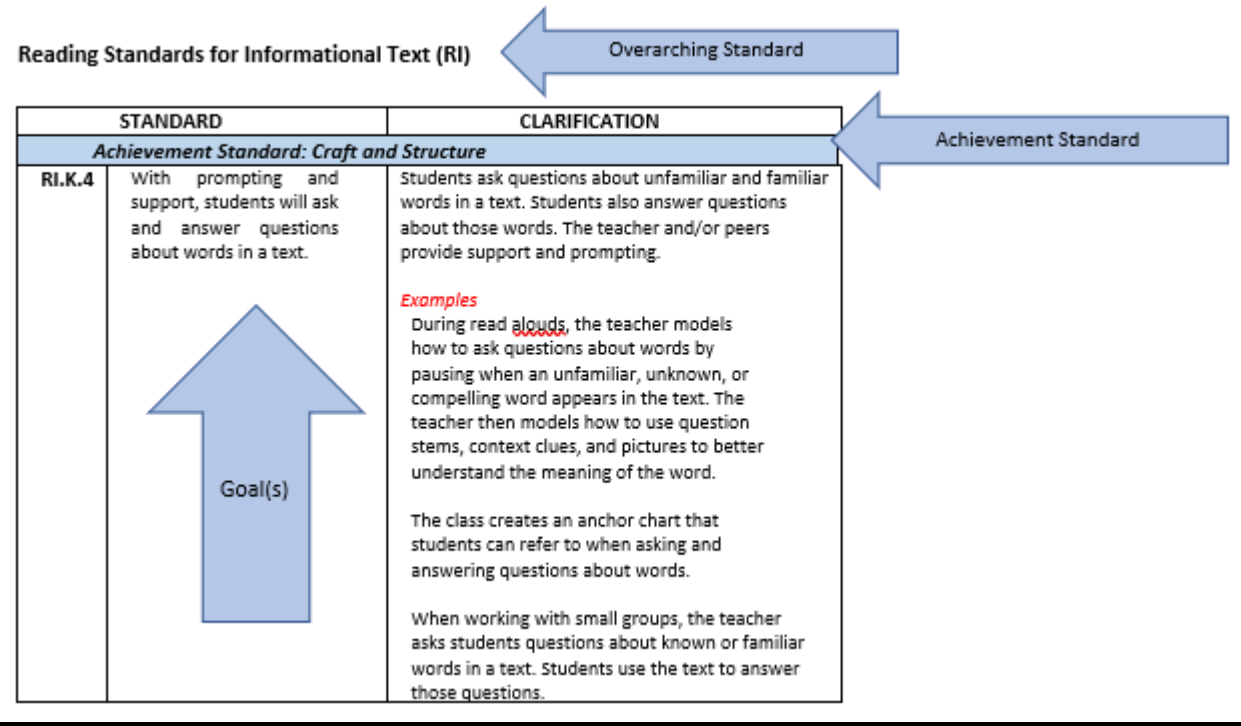 Overarching Standard
Reading Standards for Informational Text (RI)
STANDARD
CLARIFICATION
Achievement Standard
Achievement Standard: Craft and Structure
RI.K.4
With prompting and
support, students will ask
and answer questions
about words in a text.
Students ask questions about unfamiliar and familiar
words in a text. Students also answer questions
about those words. The teacher and/or peers
provide support and prompting.
Examples
During read alouds, the teacher models
how to ask questions about words by
pausing when an unfamiliar, unknown, or
compelling word appears in the text. The
teacher then models how to use question
stems, context clues, and pictures to better
understand the meaning of the word.
Goal(s)
The class creates an anchor chart that
students can refer to when asking and
answering questions about words.
When working with small groups, the teacher
asks students questions about known or familiar
words in a text. Students use the text to answer
those questions.